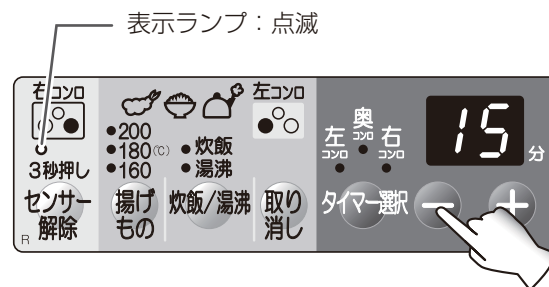 表示ランプ：点滅
右コンロ
左コンロ
3秒押し
センサー
解除
R
●200
●180(℃)
●160
●炊飯
●湯沸
揚げ
もの
炊飯/湯沸
取り
消し
左コンロ
奥コンロ
右コンロ
15分
タイマー選択
－
＋